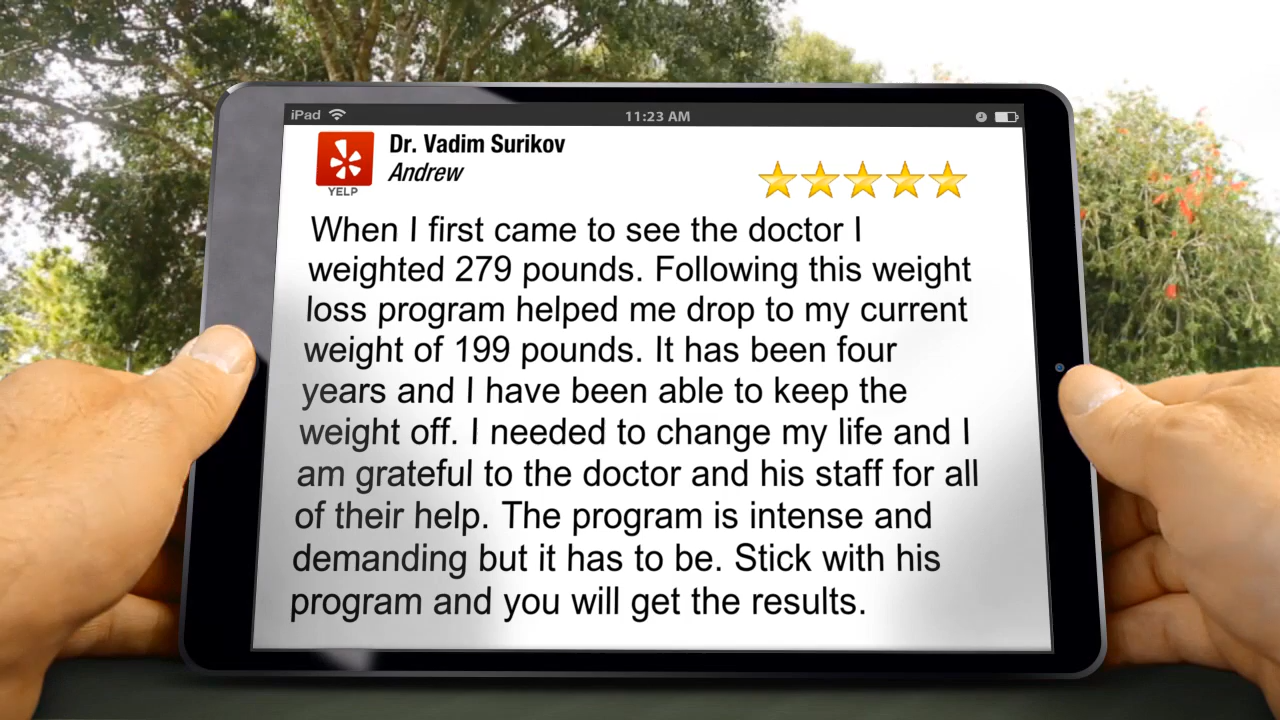 iPad 11:23 AM
Dr. Vadim Surikov
Andrew
YELP
When I first came to see the doctor I
weighted 279 pounds. Following this weight
loss program helped me drop to my current
weight of 199 pounds. It has been four
years and I have been able to keep the
weight off. I needed to change my life and I
am grateful to the doctor and his staff for all
of their help. The program is intense and
demanding but it has to be. Stick with his
program and you will get the results.